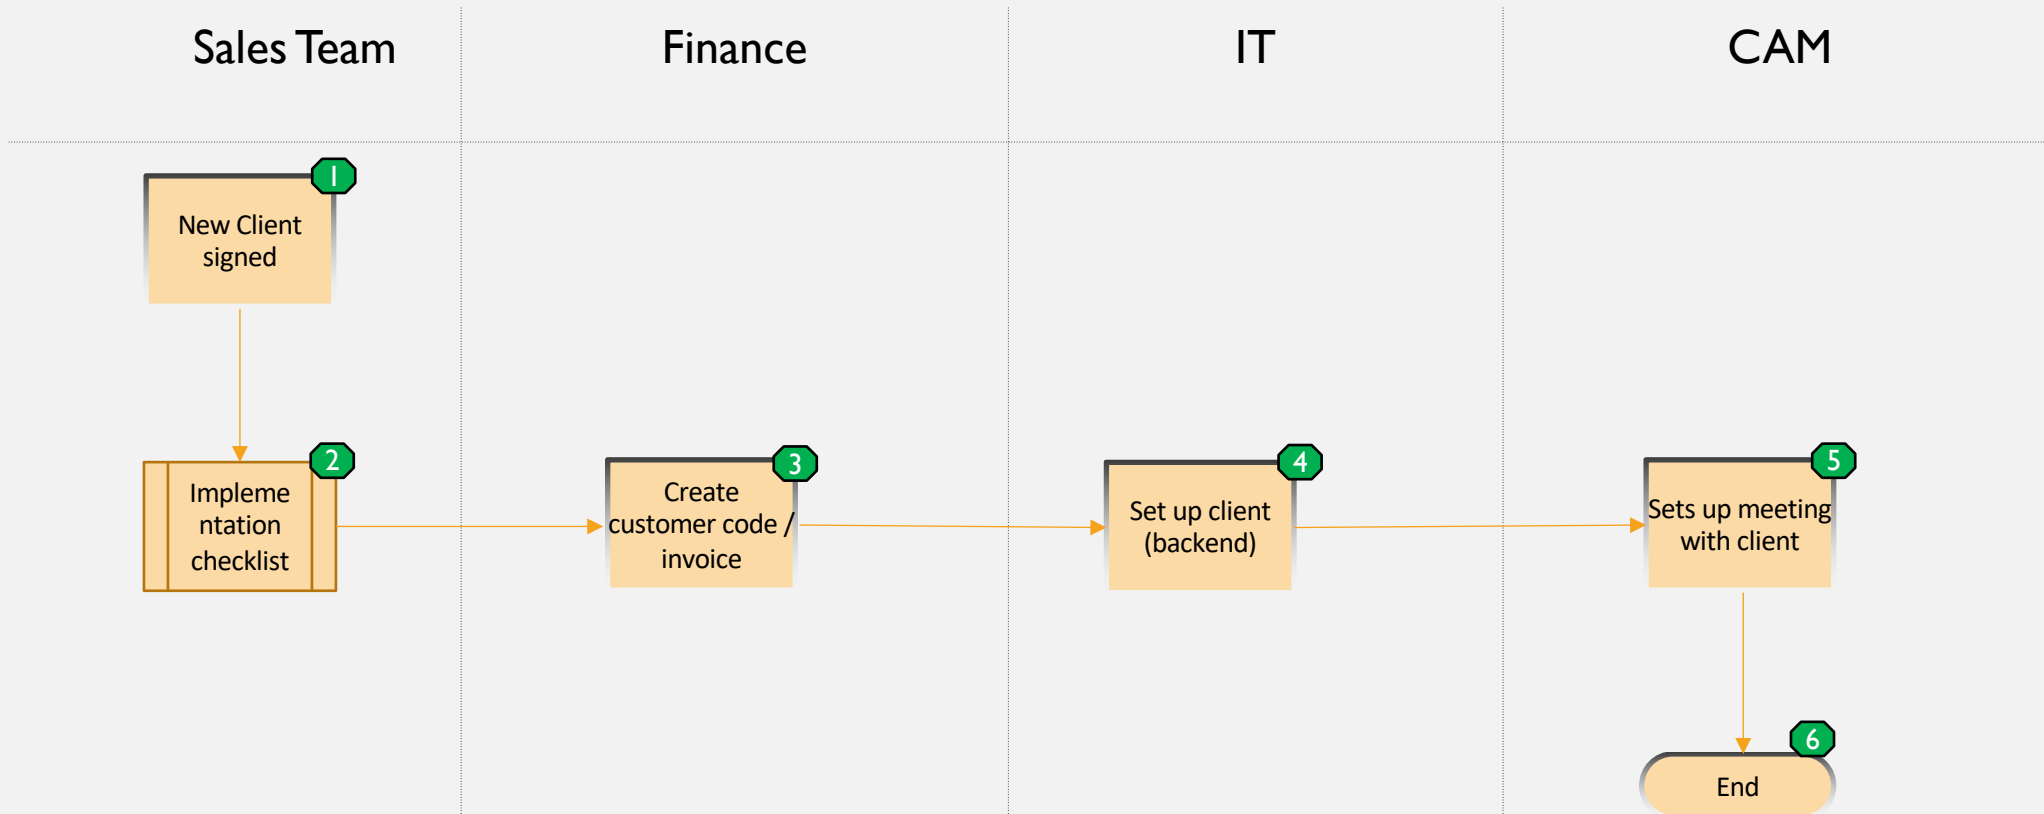 Sales Team
Finance
IT
CAM
1
New Client
signed
2
Impleme
ntation
checklist
3
Create
customer code /
invoice
4
Set up client
(backend)
5
Sets up meeting
with client
6
End